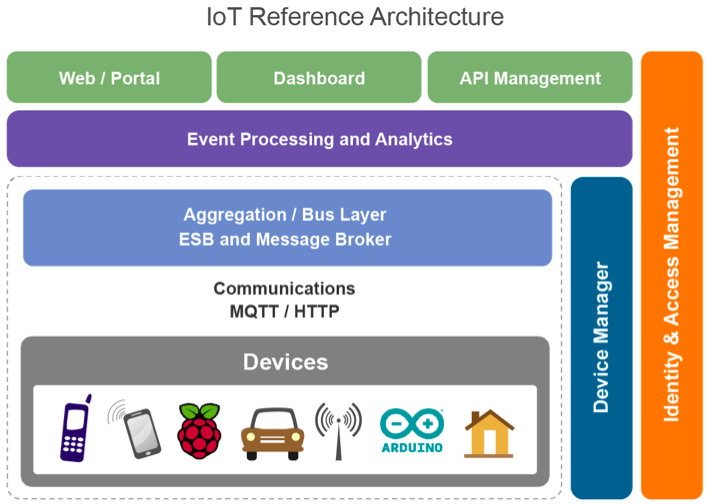 IoT Reference Architecture
Web / Portal
Dashboard
API Management
Event Processing and Analytics
Aggregation / Bus Layer
ESB and Message Broker
Communications
MQTT / HTTP
Devices
ARDUINO
Device Manager
Identity & Access Management